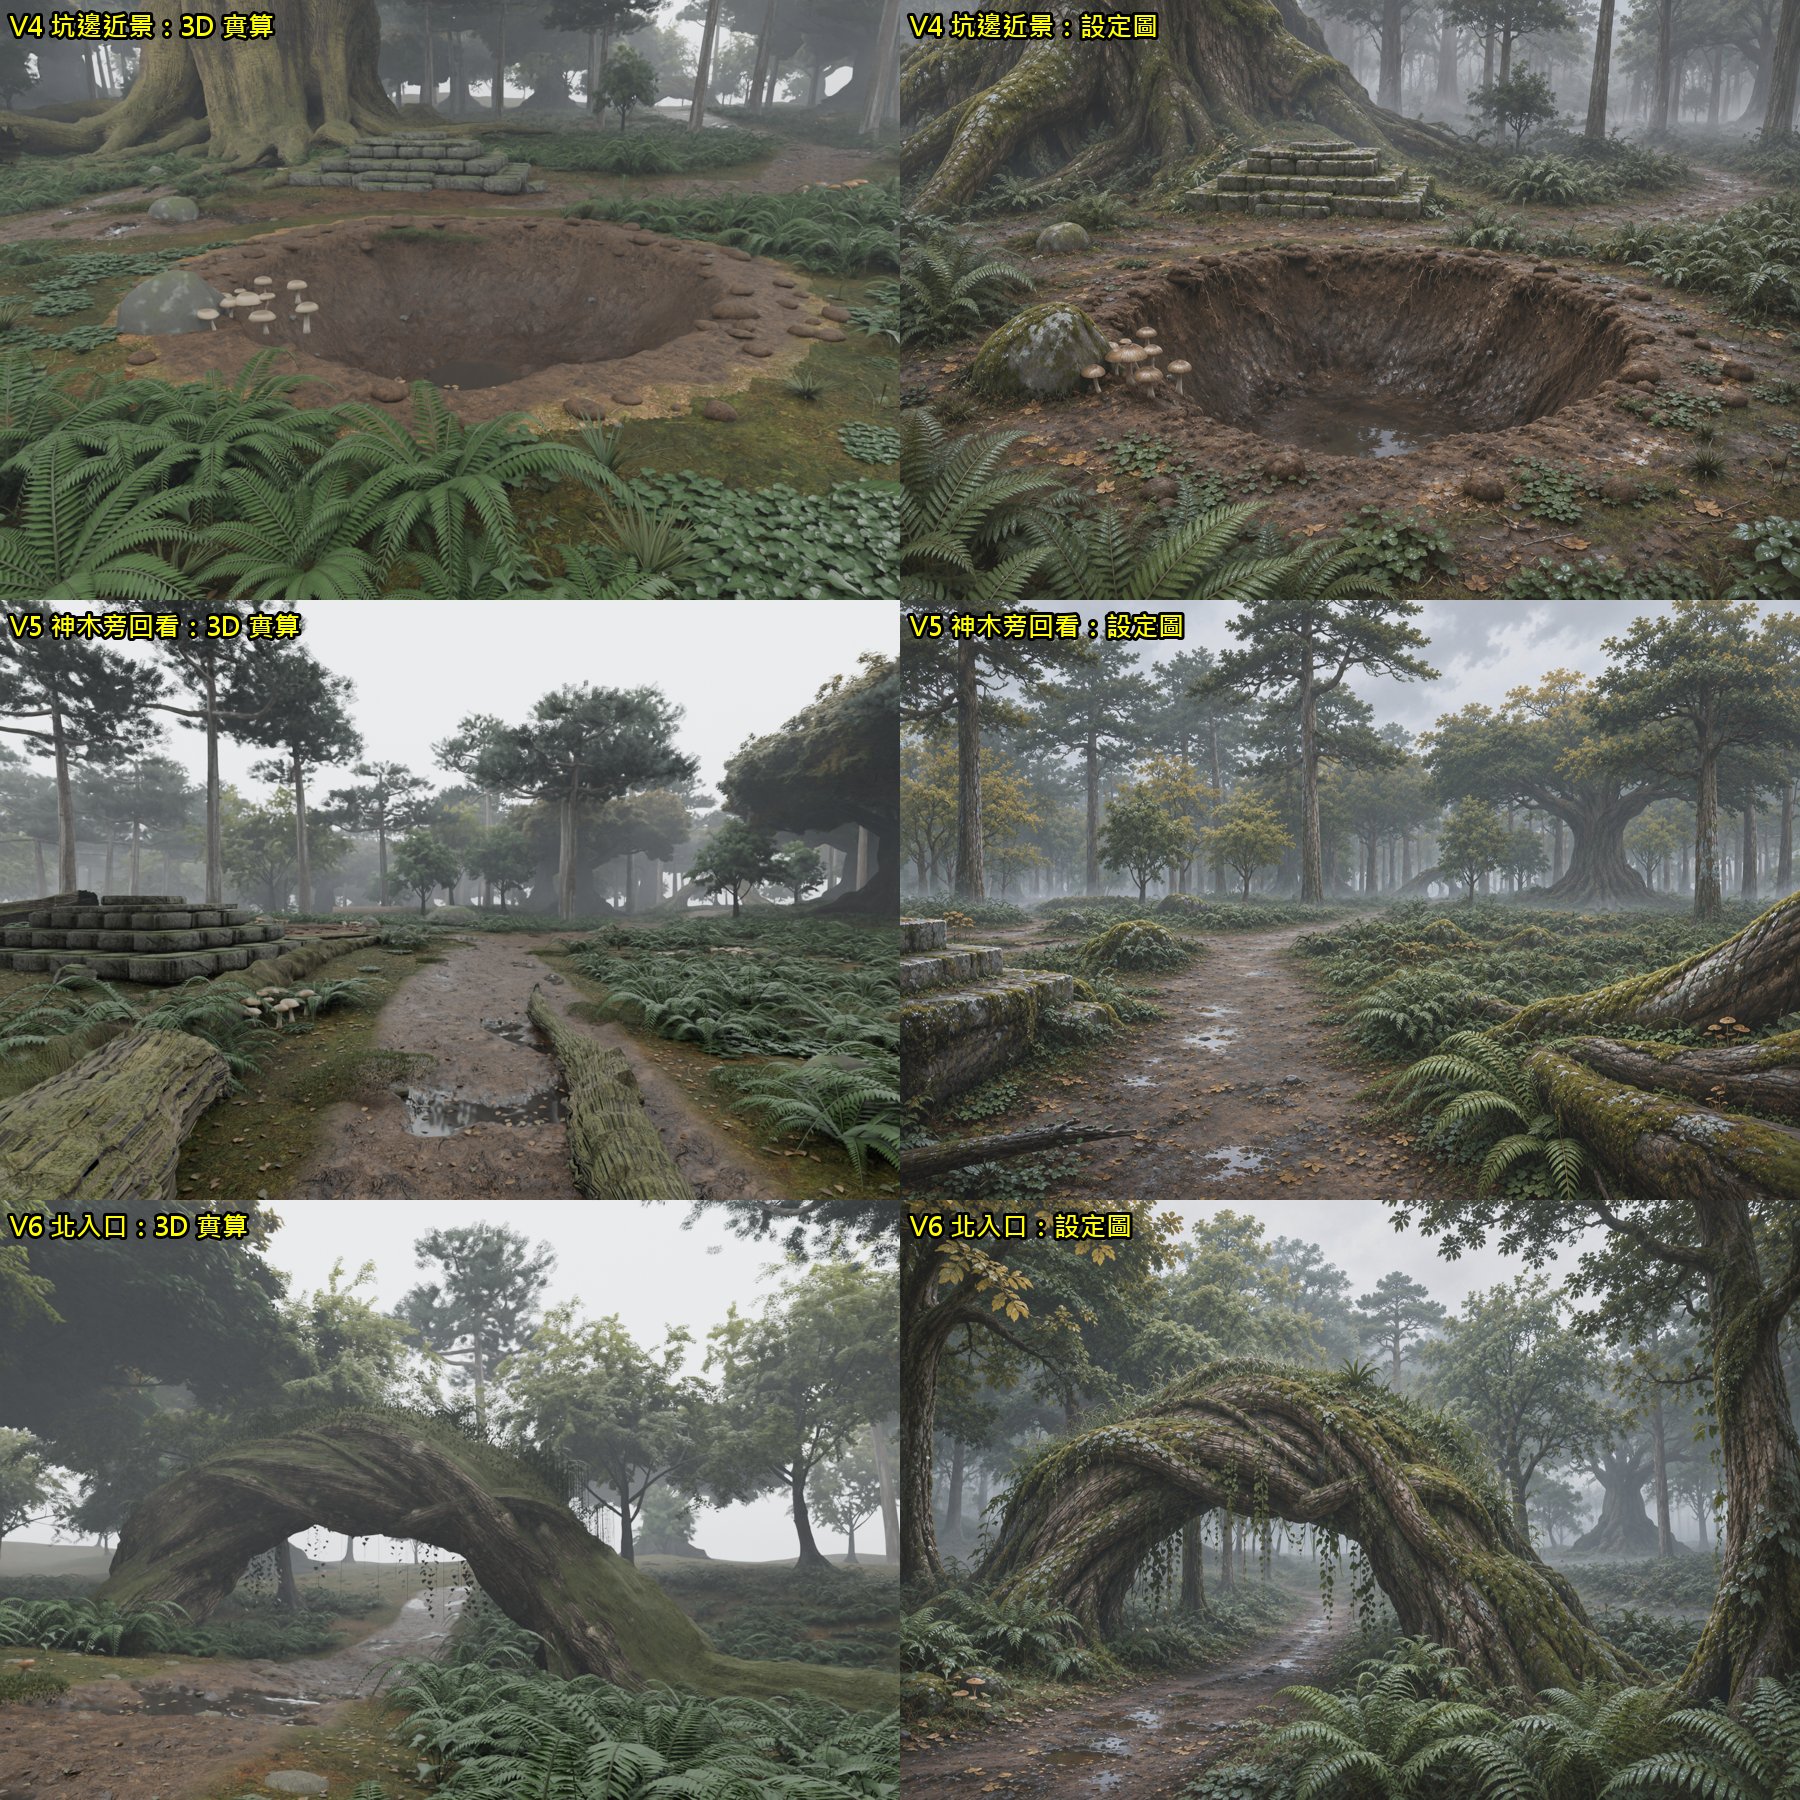 V4 坑邊近景：3D 實算
V4 坑邊近景：設定圖
V5 神木旁回看：3D 實算
V5 神木旁回看：設定圖
V6 北入口：3D 實算
V6 北入口：設定圖